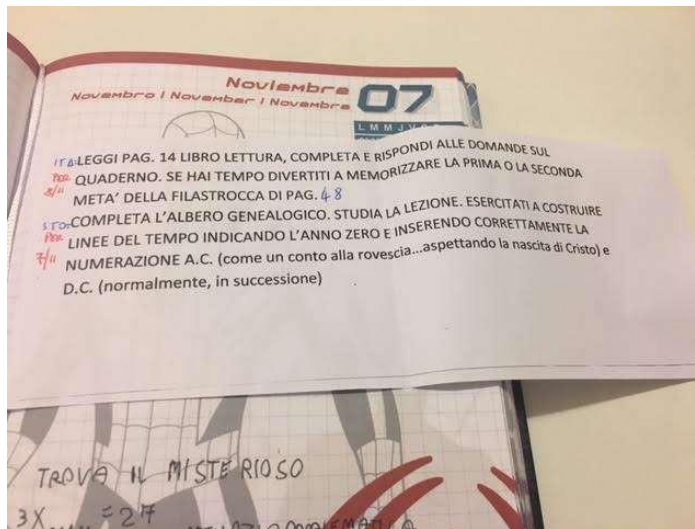 Noviembre 07
Novembro | November | Novembre
L M M J V
ITA LEGGI PAG. 14 LIBRO LETTURA, COMPLETA E RISPONDI ALLE DOMANDE SUL
PER QUADERNO. SE HAI TEMPO DIVERTITI A MEMORIZZARE LA PRIMA O LA SECONDA
8/11 META' DELLA FILASTROCCA DI PAG. 48
STO COMPLETA L'ALBERO GENEALOGICO. STUDIA LA LEZIONE. ESERCITATI A COSTRUIRE
PER LINEE DEL TEMPO INDICANDO L'ANNO ZERO E INSERENDO CORRETTAMENTE LA
7/11 NUMERAZIONE A.C. (come un conto alla rovescia...aspettando la nascita di Cristo) e
D.C. (normalmente, in successione)
TROVA IL MISTERIOSO
3X = 27